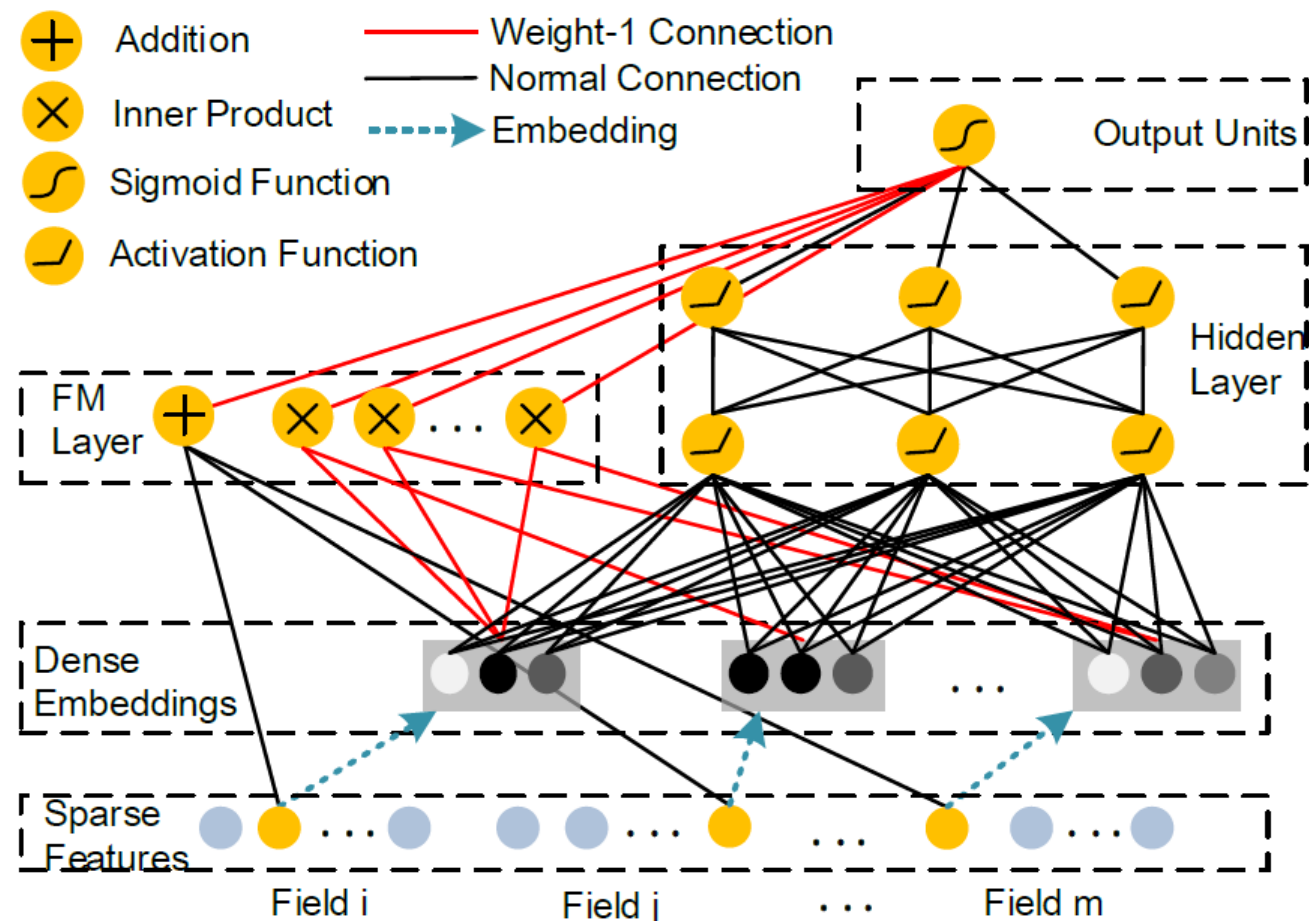 Addition
Inner Product
Sigmoid Function
Activation Function
Weight-1 Connection
Normal Connection
Embedding
Output Units
Hidden
Layer
FM
Layer
...
Dense
Embeddings
...
Sparse
Features
... ... ... ...
Field i Field j ... Field m